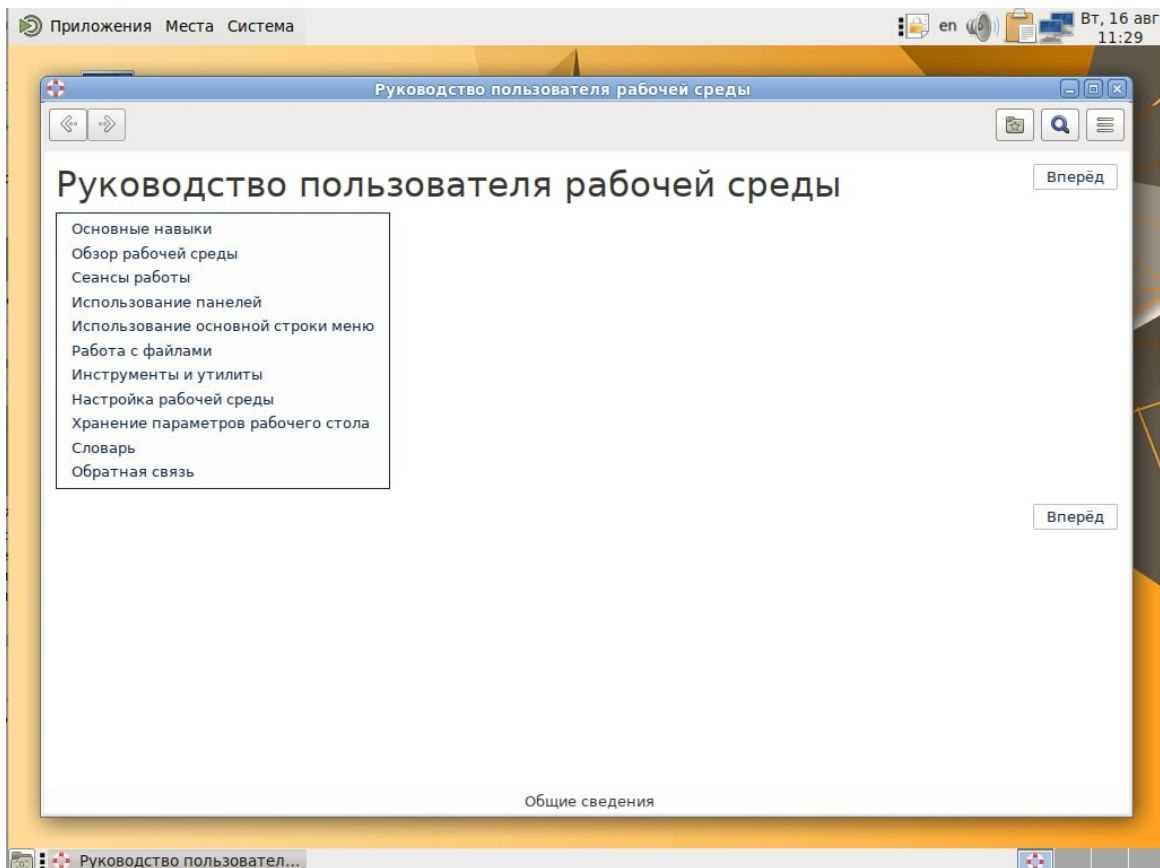 Приложения Места Система
en
Вт, 16 авг
11:29
Руководство пользователя рабочей среды
Руководство пользователя рабочей среды
Вперёд
Основные навыки
Обзор рабочей среды
Сеансы работы
Использование панелей
Использование основной строки меню
Работа с файлами
Инструменты и утилиты
Настройка рабочей среды
Хранение параметров рабочего стола
Словарь
Обратная связь
Вперёд
Общие сведения
Руководство пользовател...